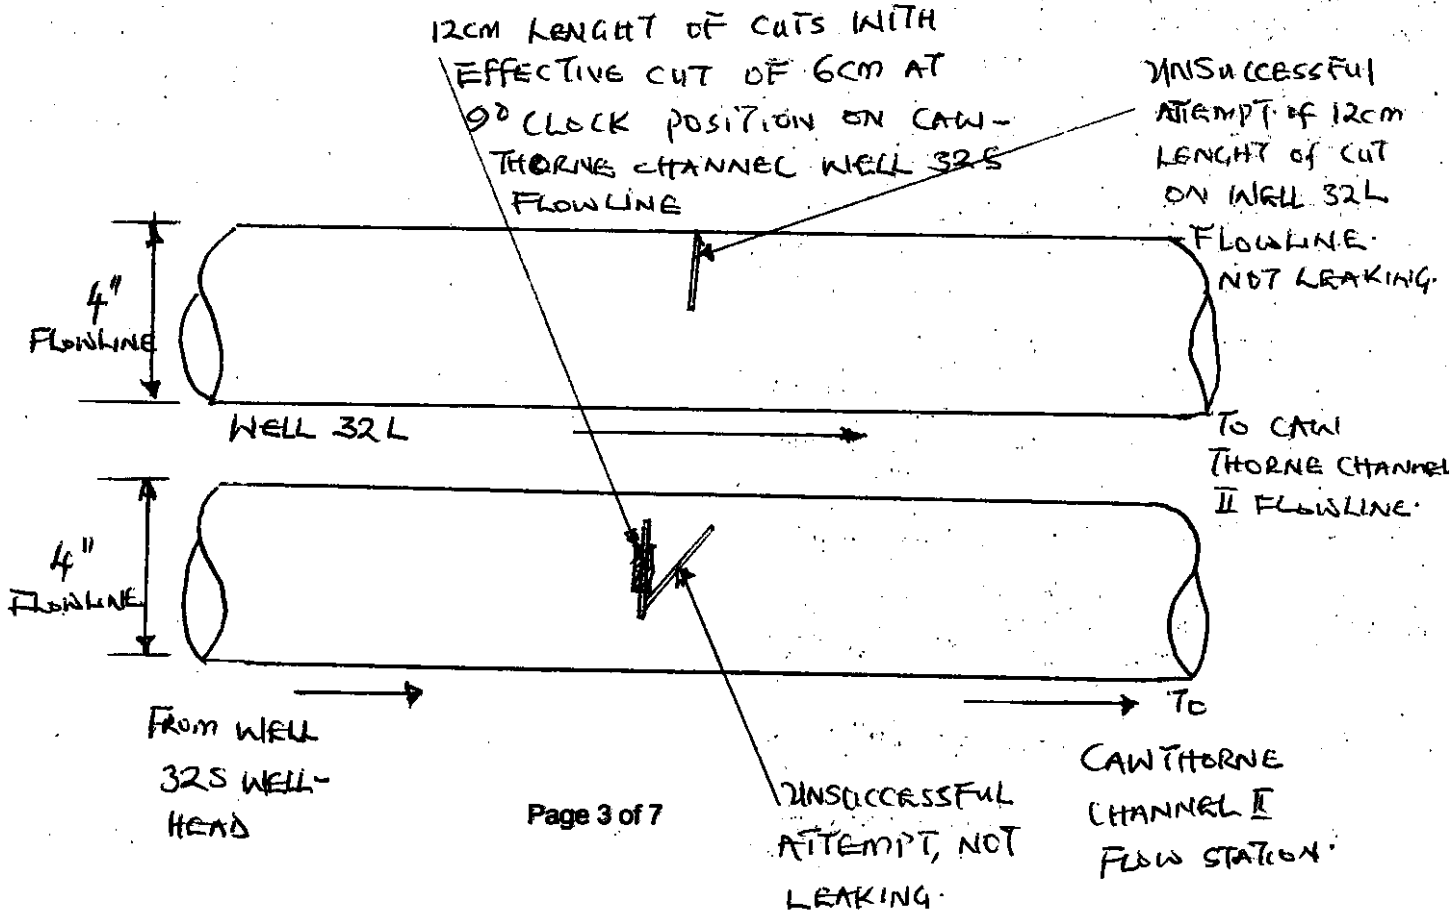 12CM LENGHT OF CUTS WITH
EFFECTIVE CUT OF 6CM AT
9° CLOCK POSITION ON CAW-
THORNE CHANNEL WELL 32S
FLOWLINE
UNSUCCESSFUL
ATTEMPT of 12cm
LENGHT of CUT
ON WELL 32L
FLOWLINE.
NOT LEAKING.
4"
FLOWLINE
WELL 32L
TO CAW
THORNE CHANNEL
II FLOWLINE.
4"
FLOWLINE
FROM WELL
32S WELL-
HEAD
TO
CAWTHORNE
CHANNEL II
FLOW STATION.
UNSUCCESSFUL
ATTEMPT, NOT
LEAKING.
Page 3 of 7